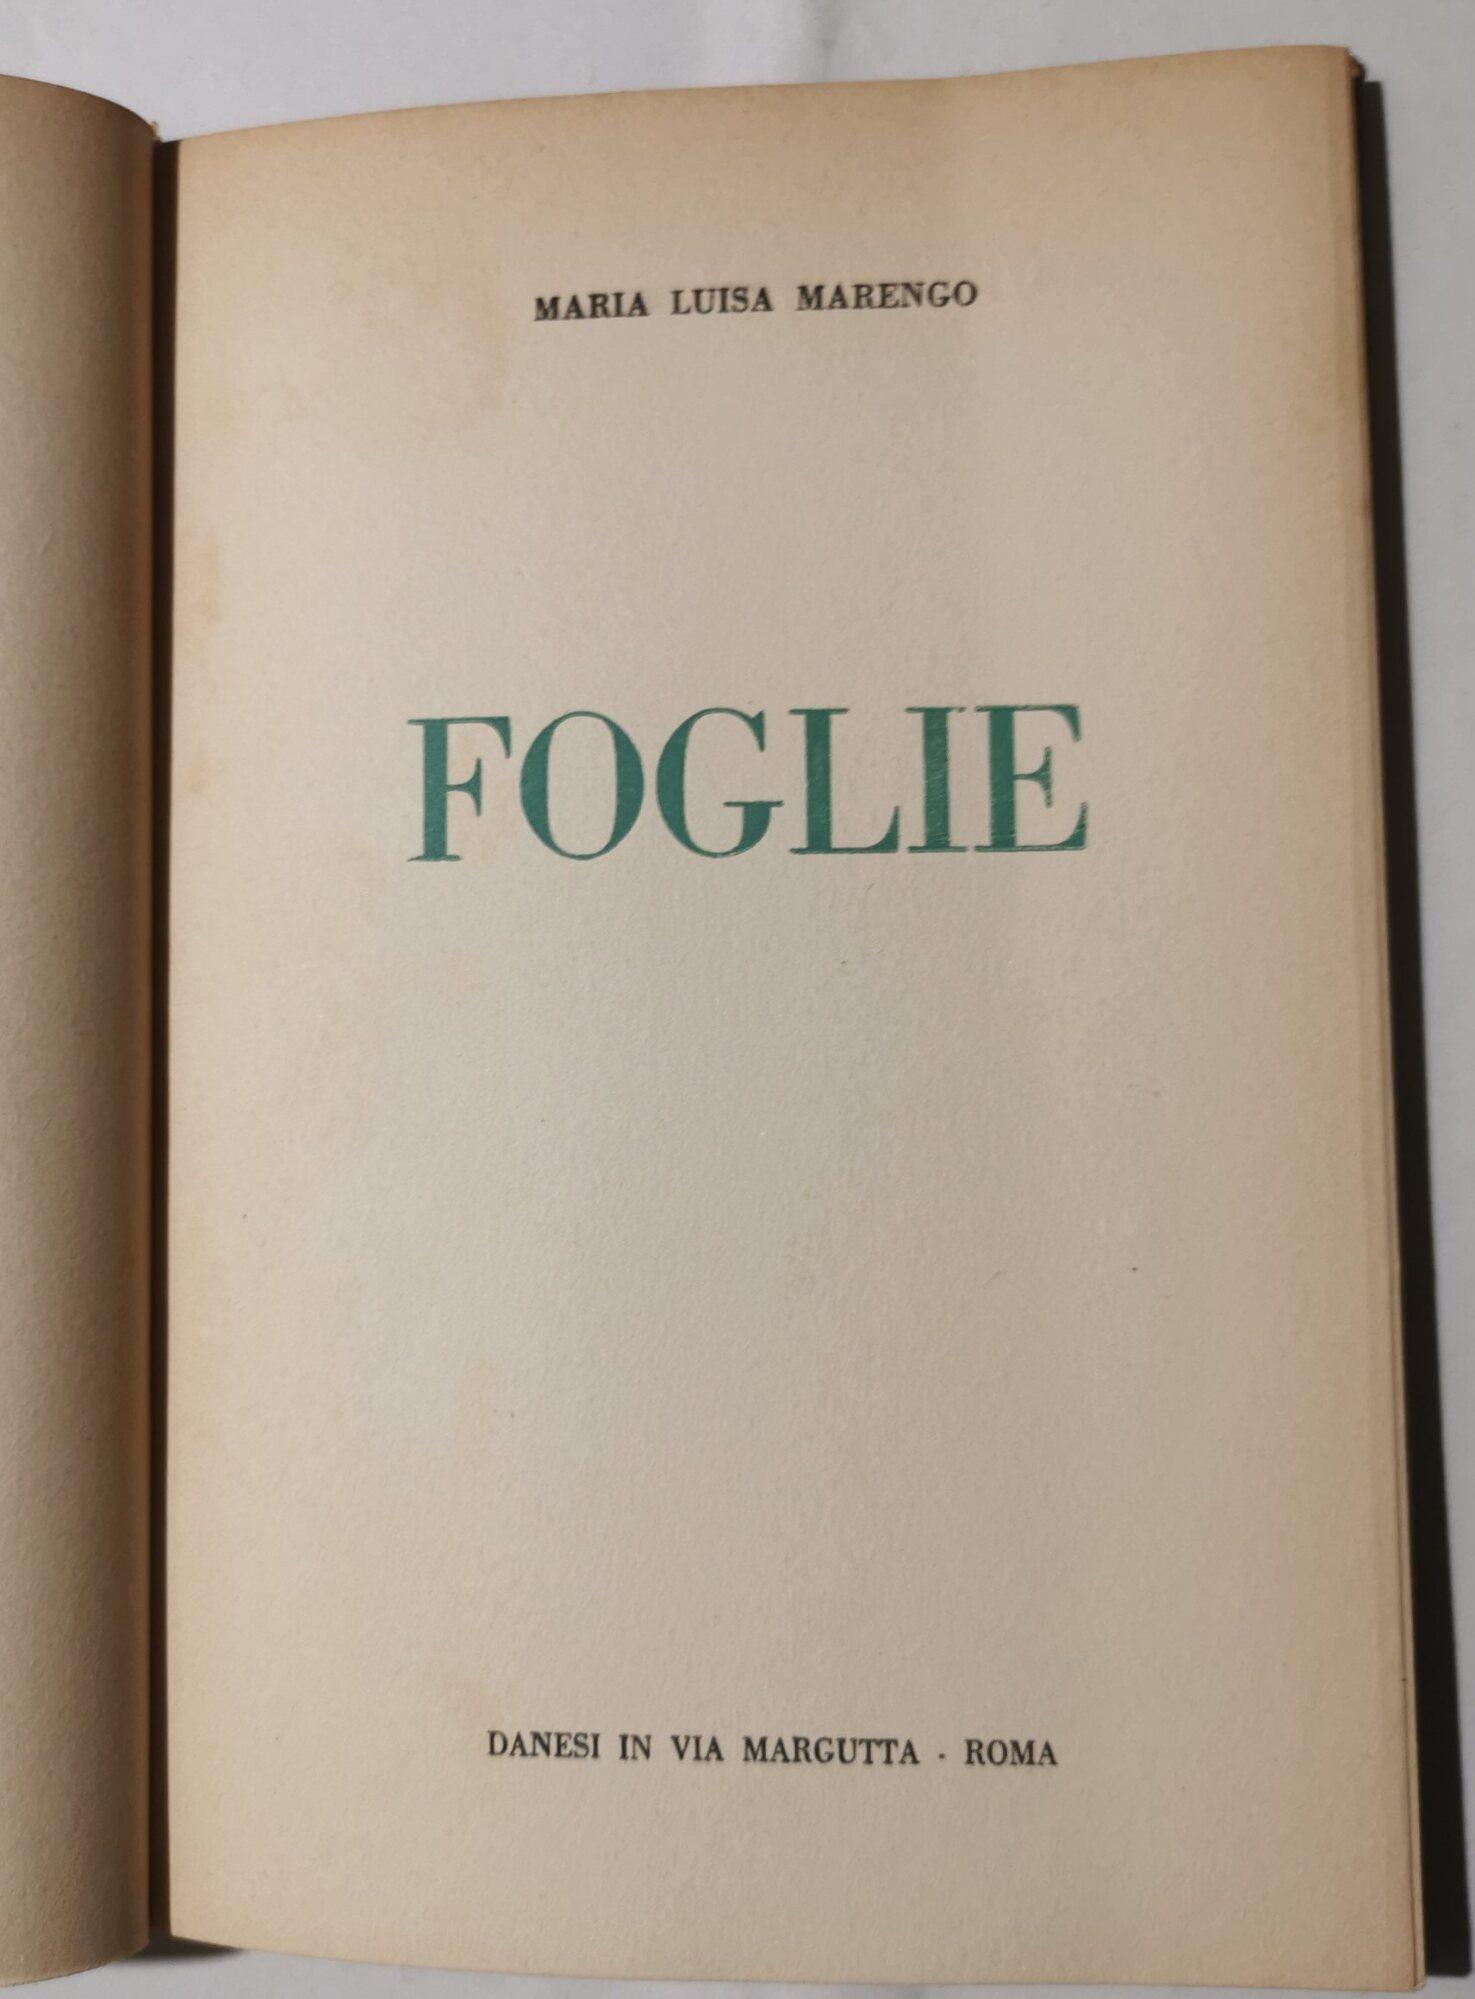 MARIA LUISA MARENGO
FOGLIE
DANESI IN VIA MARGUTTA · ROMA